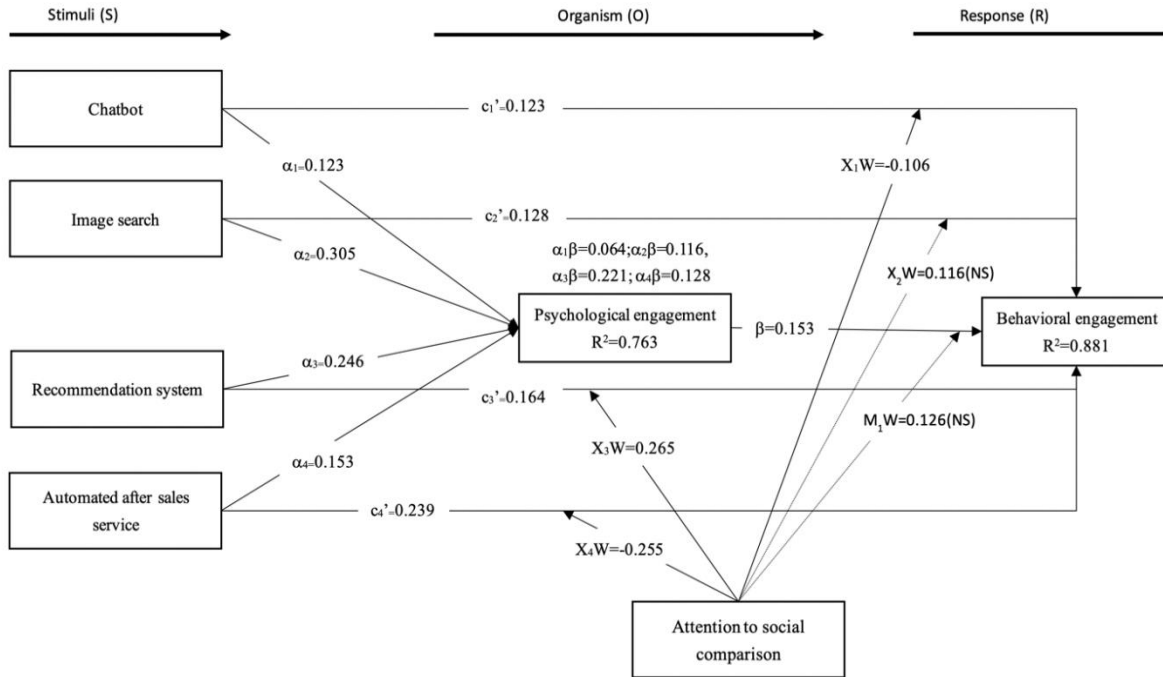 Stimuli (S)
Organism (O)
Response (R)
Chatbot
c₁’=0.123
α₁=0.123
X₁W=-0.106
Image search
c₂’=0.128
α₂=0.305
α₁β=0.064;α₂β=0.116,
α₃β=0.221; α₄β=0.128
X₂W=0.116(NS)
Psychological engagement
R²=0.763
β=0.153
Behavioral engagement
R²=0.881
α₃=0.246
Recommendation system
c₃’=0.164
M₁W=0.126(NS)
X₃W=0.265
α₄=0.153
Automated after sales
service
c₄’=0.239
X₄W=-0.255
Attention to social
comparison